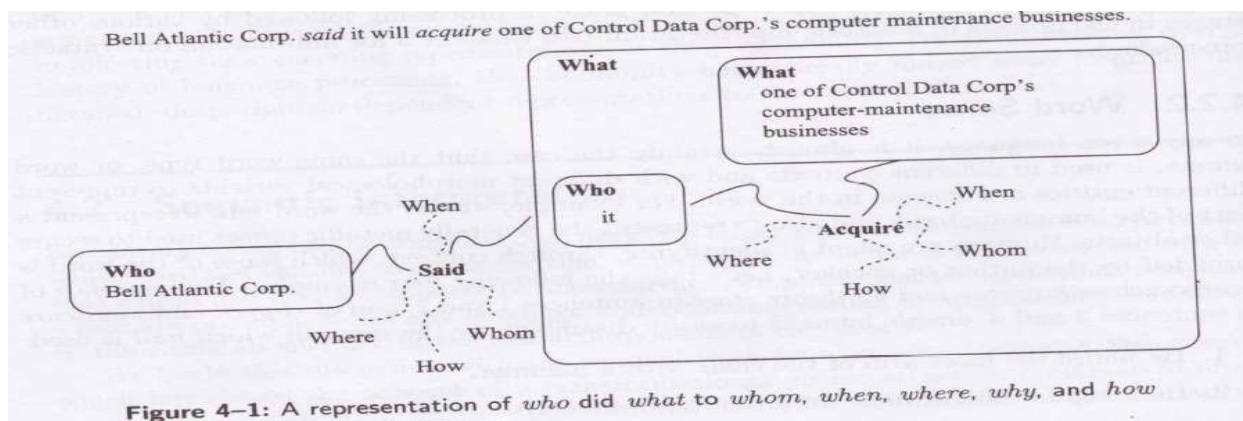 Bell Atlantic Corp. said it will acquire one of Control Data Corp.'s computer maintenance businesses.
What
What
one of Control Data Corp's
computer-maintenance
businesses
Who
it
When
When
Acquire
Where
Whom
How
Who
Bell Atlantic Corp.
Said
Where
Whom
How
Figure 4–1: A representation of who did what to whom, when, where, why, and how